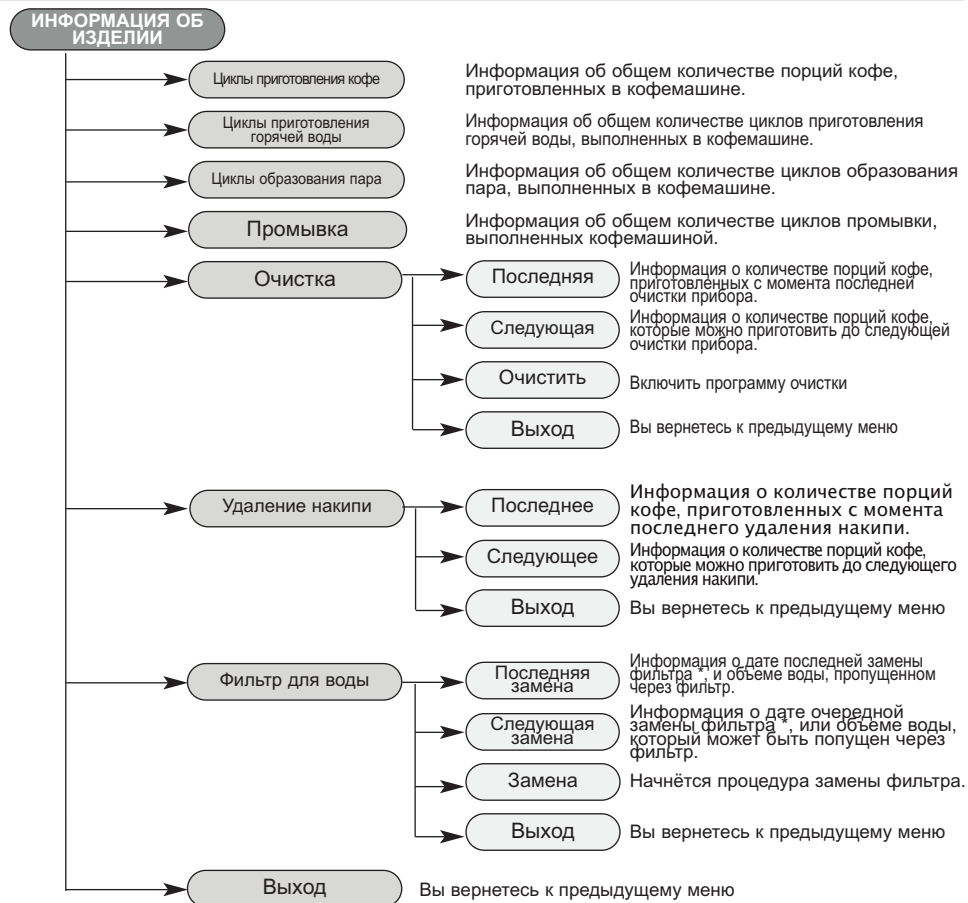 ИНФОРМАЦИЯ ОБ
ИЗДЕЛИИ
Циклы приготовления кофе
Информация об общем количестве порций кофе,
приготовленных в кофемашине.
Циклы приготовления
горячей воды
Информация об общем количестве циклов приготовления
горячей воды, выполненных в кофемашине.
Циклы образования пара
Информация об общем количестве циклов образования
пара, выполненных в кофемашине.
Промывка
Информация об общем количестве циклов промывки,
выполненных кофемашиной.
Очистка
Последняя
Информация о количестве порций кофе,
приготовленных с момента последней
очистки прибора.
Следующая
Информация о количестве порций кофе,
которые можно приготовить до следующей
очистки прибора.
Очистить
Включить программу очистки
Выход
Вы вернетесь к предыдущему меню
Удаление накипи
Последнее
Информация о количестве порций
кофе, приготовленных с момента
последнего удаления накипи.
Следующее
Информация о количестве порций кофе,
которые можно приготовить до следующего
удаления накипи.
Выход
Вы вернетесь к предыдущему меню
Фильтр для воды
Последняя
замена
Информация о дате последней замены
фильтра *, и объеме воды, пропущенном
через фильтр.
Следующая
замена
Информация о дате очередной
замены фильтра *, или объеме воды,
который может быть попущен через
фильтр.
Замена
Начнётся процедура замены фильтра.
Выход
Вы вернетесь к предыдущему меню
Выход
Вы вернетесь к предыдущему меню